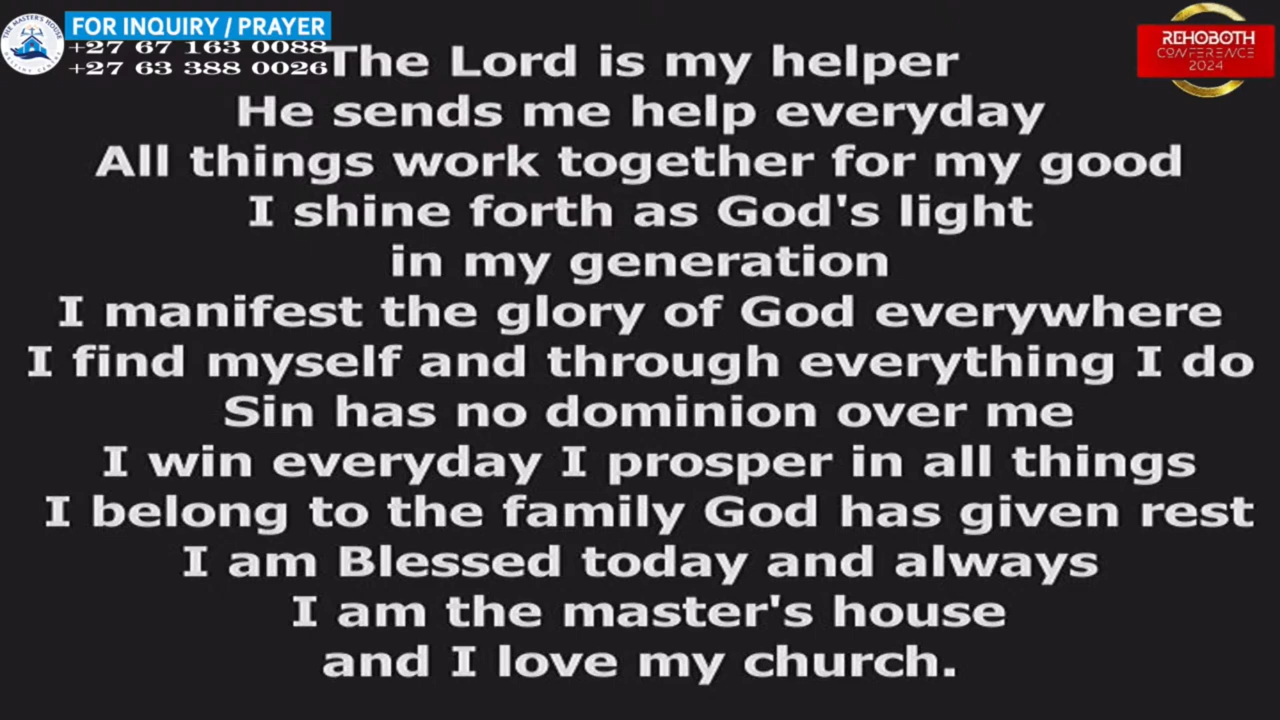 THE MASTER'S HOUSE
FOR INQUIRY / PRAYER
+27 67 163 0088
+27 63 388 0026
REHOBOTH
CONFERENCE
2024
The Lord is my helper
He sends me help everyday
All things work together for my good
I shine forth as God's light
in my generation
I manifest the glory of God everywhere
I find myself and through everything I do
Sin has no dominion over me
I win everyday I prosper in all things
I belong to the family God has given rest
I am Blessed today and always
I am the master's house
and I love my church.